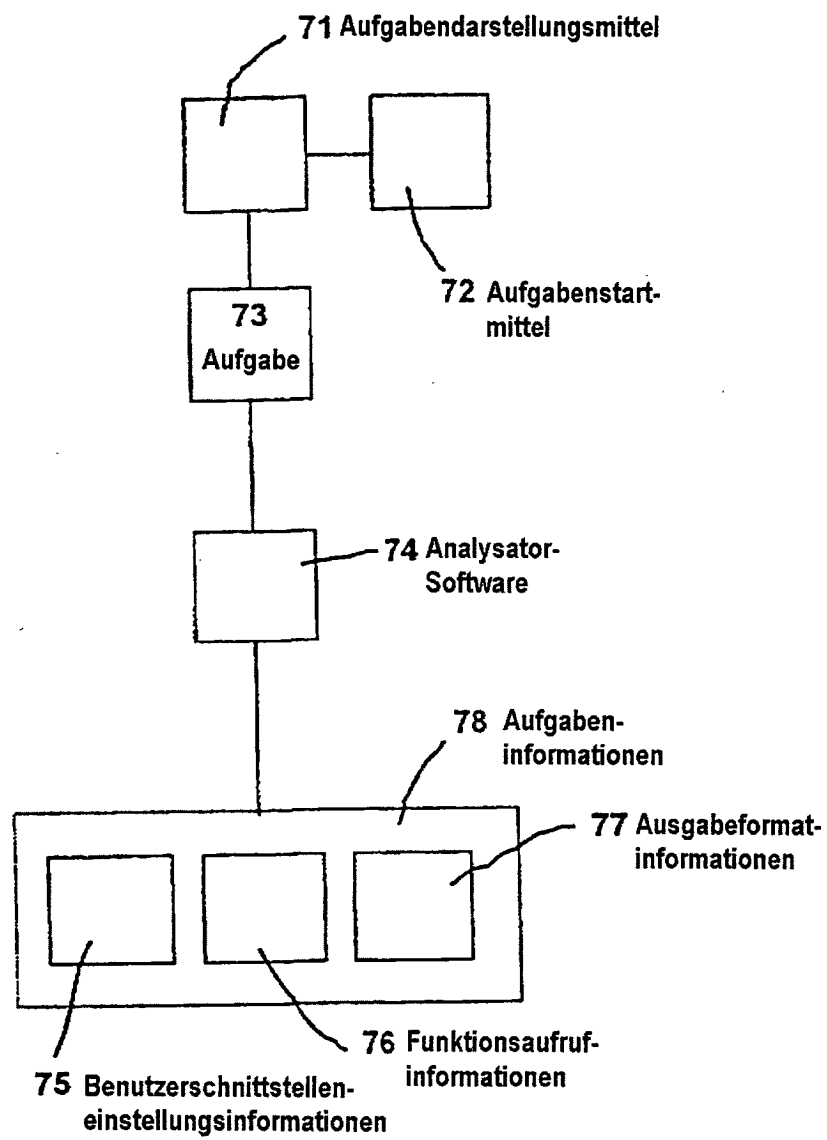 71 Aufgabendarstellungsmittel
72 Aufgabenstart-
mittel
73
Aufgabe
74 Analysator-
Software
78 Aufgaben-
informationen
77 Ausgabeformat-
informationen
76 Funktionsaufruf-
informationen
75 Benutzerschnittstellen-
einstellungsinformationen